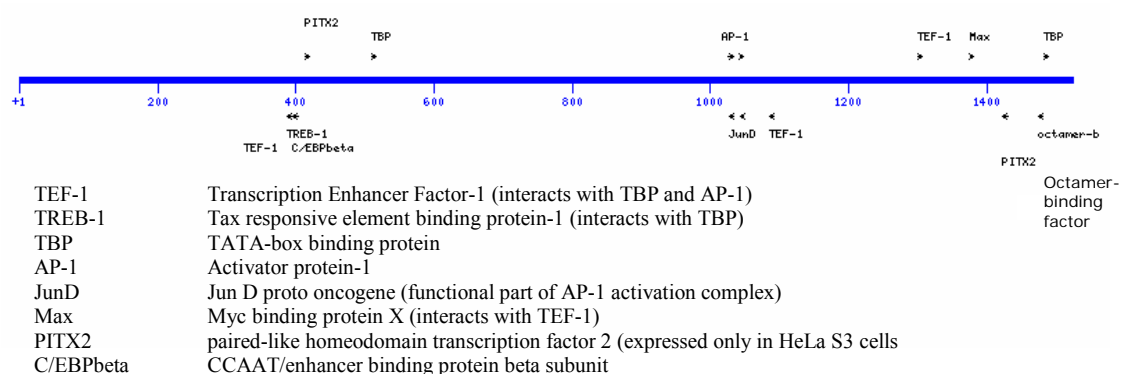 PITX2
TBP AP-1 TEF-1 Max TBP
+1 200 400 600 800 1000 1200 1400
TREB-1 JunD TEF-1 octamer-b
TEF-1 C/EBPbeta PITX2
Octamer-
binding
factor
TEF-1 Transcription Enhancer Factor-1 (interacts with TBP and AP-1)
TREB-1 Tax responsive element binding protein-1 (interacts with TBP)
TBP TATA-box binding protein
AP-1 Activator protein-1
JunD Jun D proto oncogene (functional part of AP-1 activation complex)
Max Myc binding protein X (interacts with TEF-1)
PITX2 paired-like homeodomain transcription factor 2 (expressed only in HeLa S3 cells
C/EBPbeta CCAAT/enhancer binding protein beta subunit